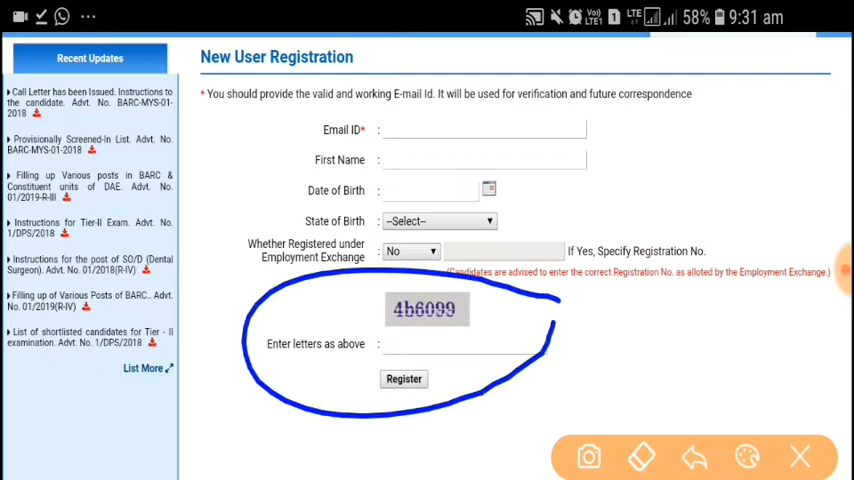 58% 9:31 am
Recent Updates
Call Letter has been Issued. Instructions to
the candidate. Advt. No. BARC-MYS-01-
2018
Provisionally Screened-In List. Advt. No.
BARC-MYS-01-2018
Filling up Various posts in BARC &
Constituent units of DAE. Advt. No.
01/2019-R-III
Instructions for Tier-II Exam. Advt. No.
1/DPS/2018
Instructions for the post of SO/D (Dental
Surgeon). Advt. No. 01/2018(R-IV)
Filling up of Various Posts of BARC.. Advt.
No. 01/2019(R-IV)
List of shortlisted candidates for Tier - II
examination. Advt. No. 1/DPS/2018
List More
New User Registration
* You should provide the valid and working E-mail Id. It will be used for verification and future correspondence
Email ID* :
First Name :
Date of Birth :
State of Birth : --Select--
Whether Registered under
Employment Exchange : No If Yes, Specify Registration No.
(Candidates are advised to enter the correct Registration No. as alloted by the Employment Exchange.)
4b6099
Enter letters as above :
Register